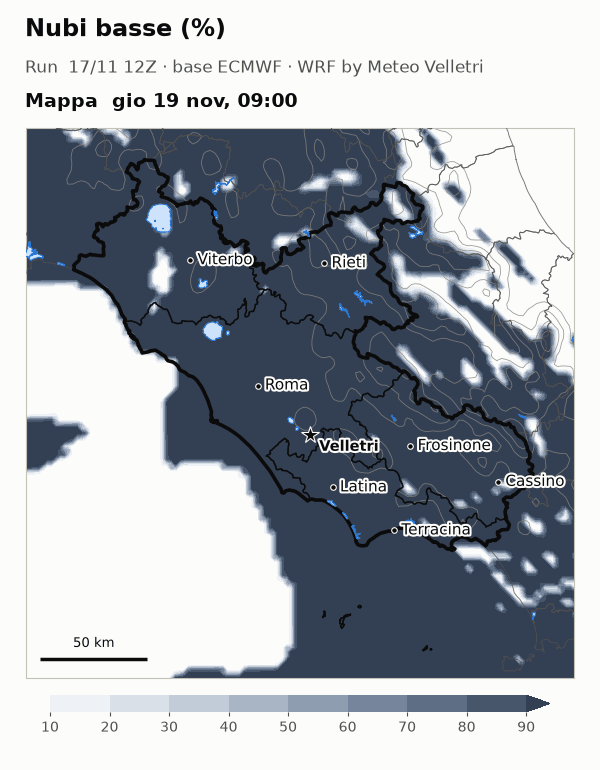 Nubi basse (%)
Run 17/11 12Z · base ECMWF · WRF by Meteo Velletri
Mappa gio 19 nov, 09:00
Viterbo
Rieti
Roma
Velletri
Frosinone
Cassino
Latina
Terracina
50 km
10 20 30 40 50 60 70 80 90